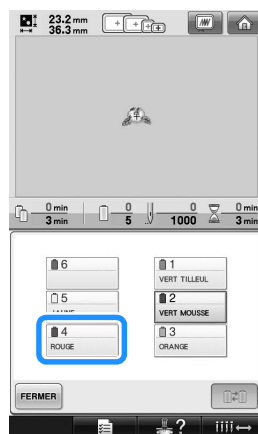 23.2 mm
36.3 mm
0 min
3 min
0
5
0
1000
0 min
3 min
6
1
VERT TILLEUL
5
2
VERT MOUSSE
4
ROUGE
3
ORANGE
FERMER
?